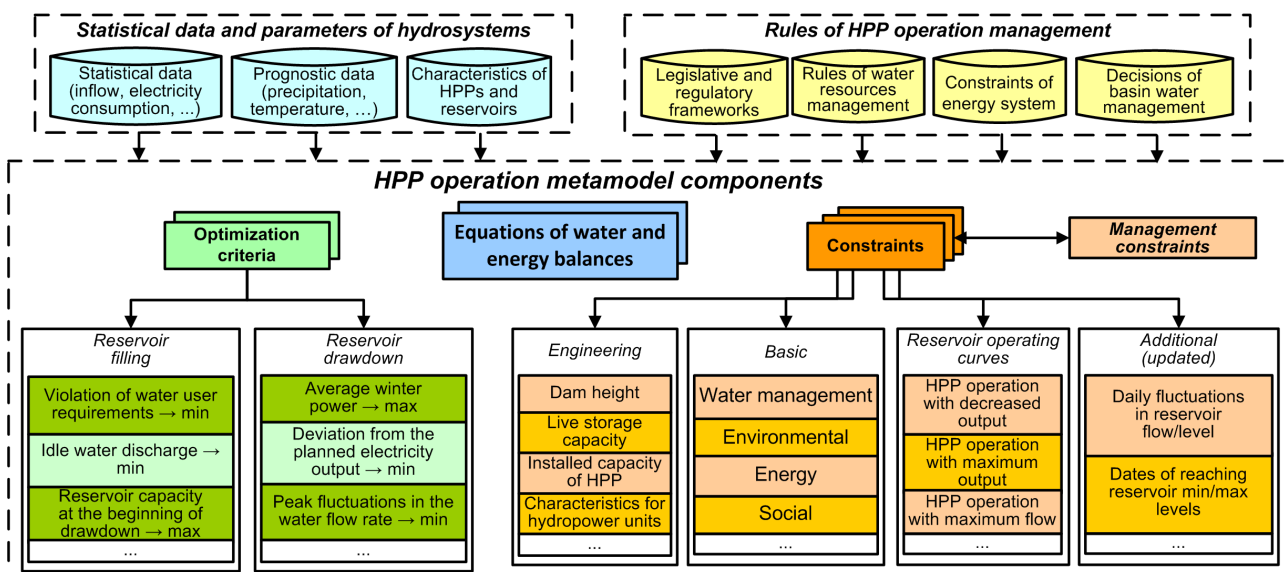 Statistical data and parameters of hydrosystems
Statistical data
(inflow, electricity
consumption, ...)
Prognostic data
(precipitation,
temperature, …)
Characteristics of
HPPs and
reservoirs
Rules of HPP operation management
Legislative and
regulatory
frameworks
Rules of water
resources
management
Constraints of
energy system
Decisions of
basin water
management
HPP operation metamodel components
Optimization
criteria
Equations of water and
energy balances
Constraints
Management
constraints
Reservoir
filling
Violation of water user
requirements → min
Idle water discharge →
min
Reservoir capacity
at the beginning of
drawdown → max
...
Reservoir
drawdown
Average winter
power → max
Deviation from the
planned electricity
output → min
Peak fluctuations in the
water flow rate → min
...
Engineering
Dam height
Live storage
capacity
Installed capacity
of HPP
Characteristics for
hydropower units
...
Basic
Water management
Environmental
Energy
Social
...
Reservoir operating
curves
HPP operation
with decreased
output
HPP operation
with maximum
output
HPP operation
with maximum flow
...
Additional
(updated)
Daily fluctuations
in reservoir
flow/level
Dates of reaching
reservoir min/max
levels
...